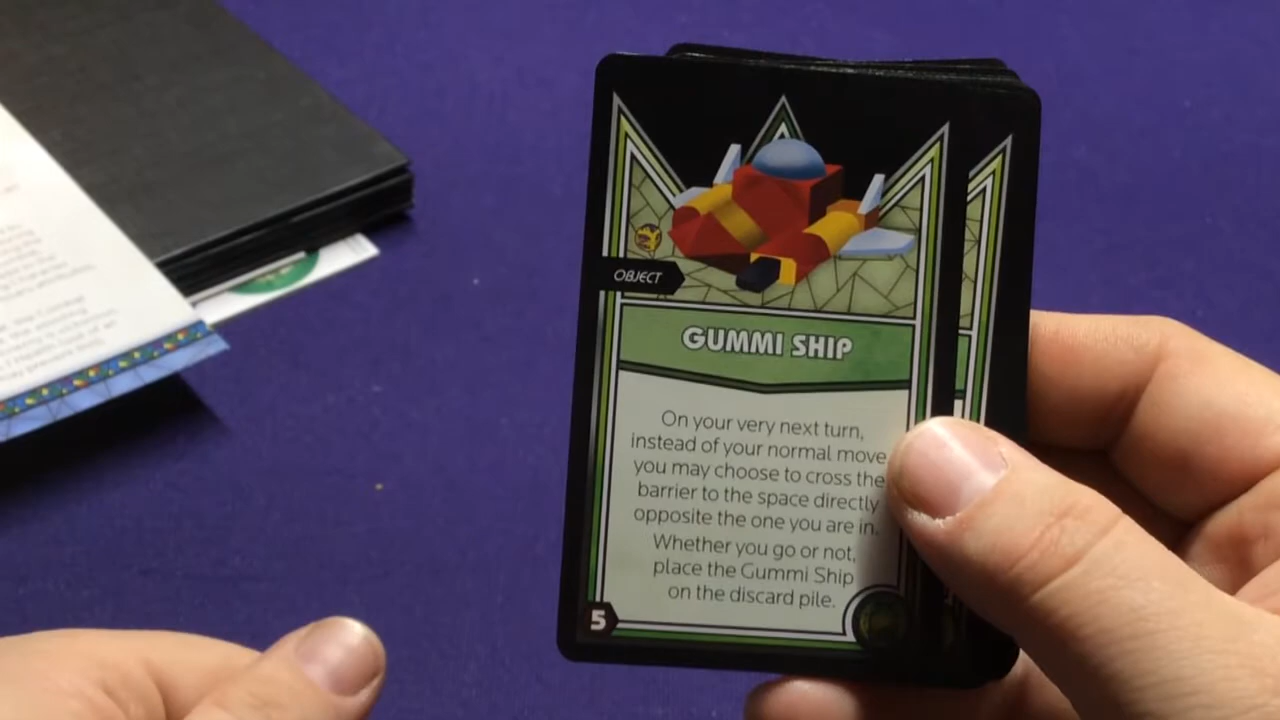 OBJECT
GUMMI SHIP
On your very next turn,
instead of your normal move
you may choose to cross the
barrier to the space directly
opposite the one you are in.
Whether you go or not,
place the Gummi Ship
on the discard pile.
5